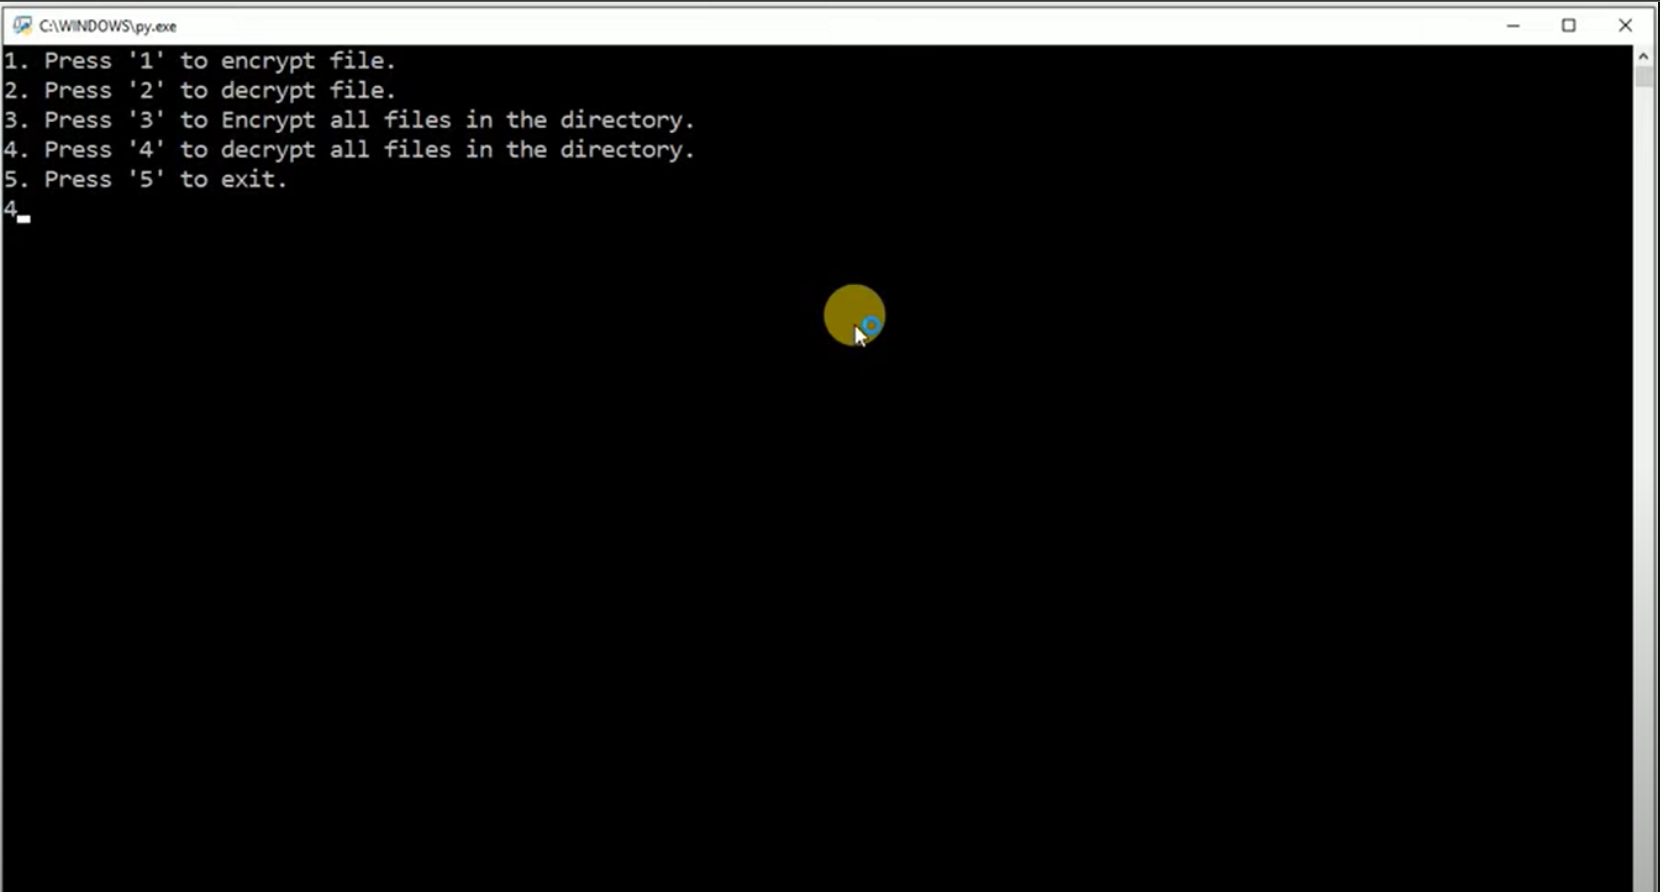 C:\WINDOWS\py.exe
1. Press '1' to encrypt file.
2. Press '2' to decrypt file.
3. Press '3' to Encrypt all files in the directory.
4. Press '4' to decrypt all files in the directory.
5. Press '5' to exit.
4